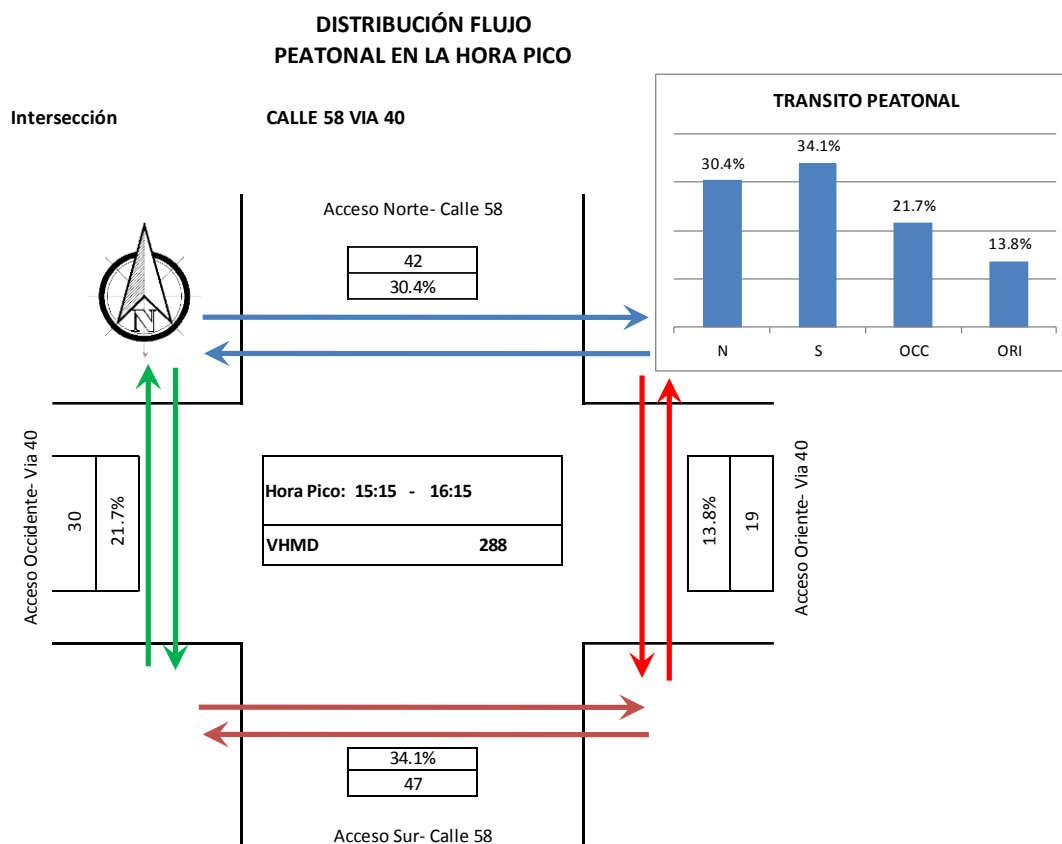 DISTRIBUCIÓN FLUJO
PEATONAL EN LA HORA PICO
Intersección CALLE 58 VIA 40
TRANSITO PEATONAL
30.4%
34.1%
21.7%
13.8%
N S OCC ORI
Acceso Norte- Calle 58
42
30.4%
N
Acceso Occidente- Via 40
30
21.7%
Hora Pico: 15:15 - 16:15
VHMD 288
13.8%
19
Acceso Oriente- Via 40
34.1%
47
Acceso Sur- Calle 58